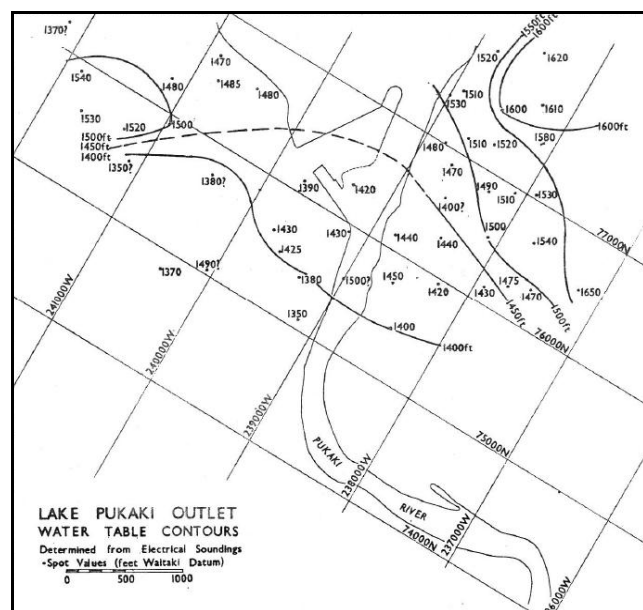 1370?
1540
1530
1520
1500ft
1450ft
1400ft
1350?
1480
1500
1470
1485
1480
1380?
1390
1420
1430
1425
1430
1370
1490?
1380
1350
1500?
1440
1450
1420
1440
1400
1400ft
1520
1550ft
1600ft
1620
1530
1510
1600
1610
1600ft
1580
1480
1510
1520
1470
1490
1510
1530
1400?
1500
1540
1430
1475
1470
1650
1450ft
1500ft
77000N
76000N
75000N
74000N
241000W
240000W
239000W
238000W
237000W
PUKAKI
RIVER
LAKE PUKAKI OUTLET
WATER TABLE CONTOURS
Determined from Electrical Soundings
•Spot Values (feet Waitaki Datum)
0 500 1000